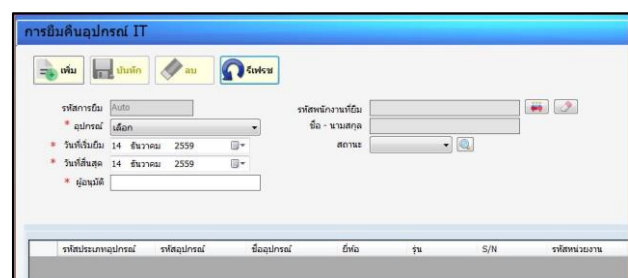 การยืมคืนอุปกรณ์ IT
เพิ่ม บันทึก ลบ รีเฟรช
รหัสการยืม Auto รหัสพนักงานที่ยืม
* อุปกรณ์ เลือก ชื่อ - นามสกุล
* วันที่เริ่มยืม 14 ธันวาคม 2559 สถานะ
* วันที่สิ้นสุด 14 ธันวาคม 2559
* ผู้อนุมัติ
รหัสประเภทอุปกรณ์ รหัสอุปกรณ์ ชื่ออุปกรณ์ ยี่ห้อ รุ่น S/N รหัสหน่วยงาน